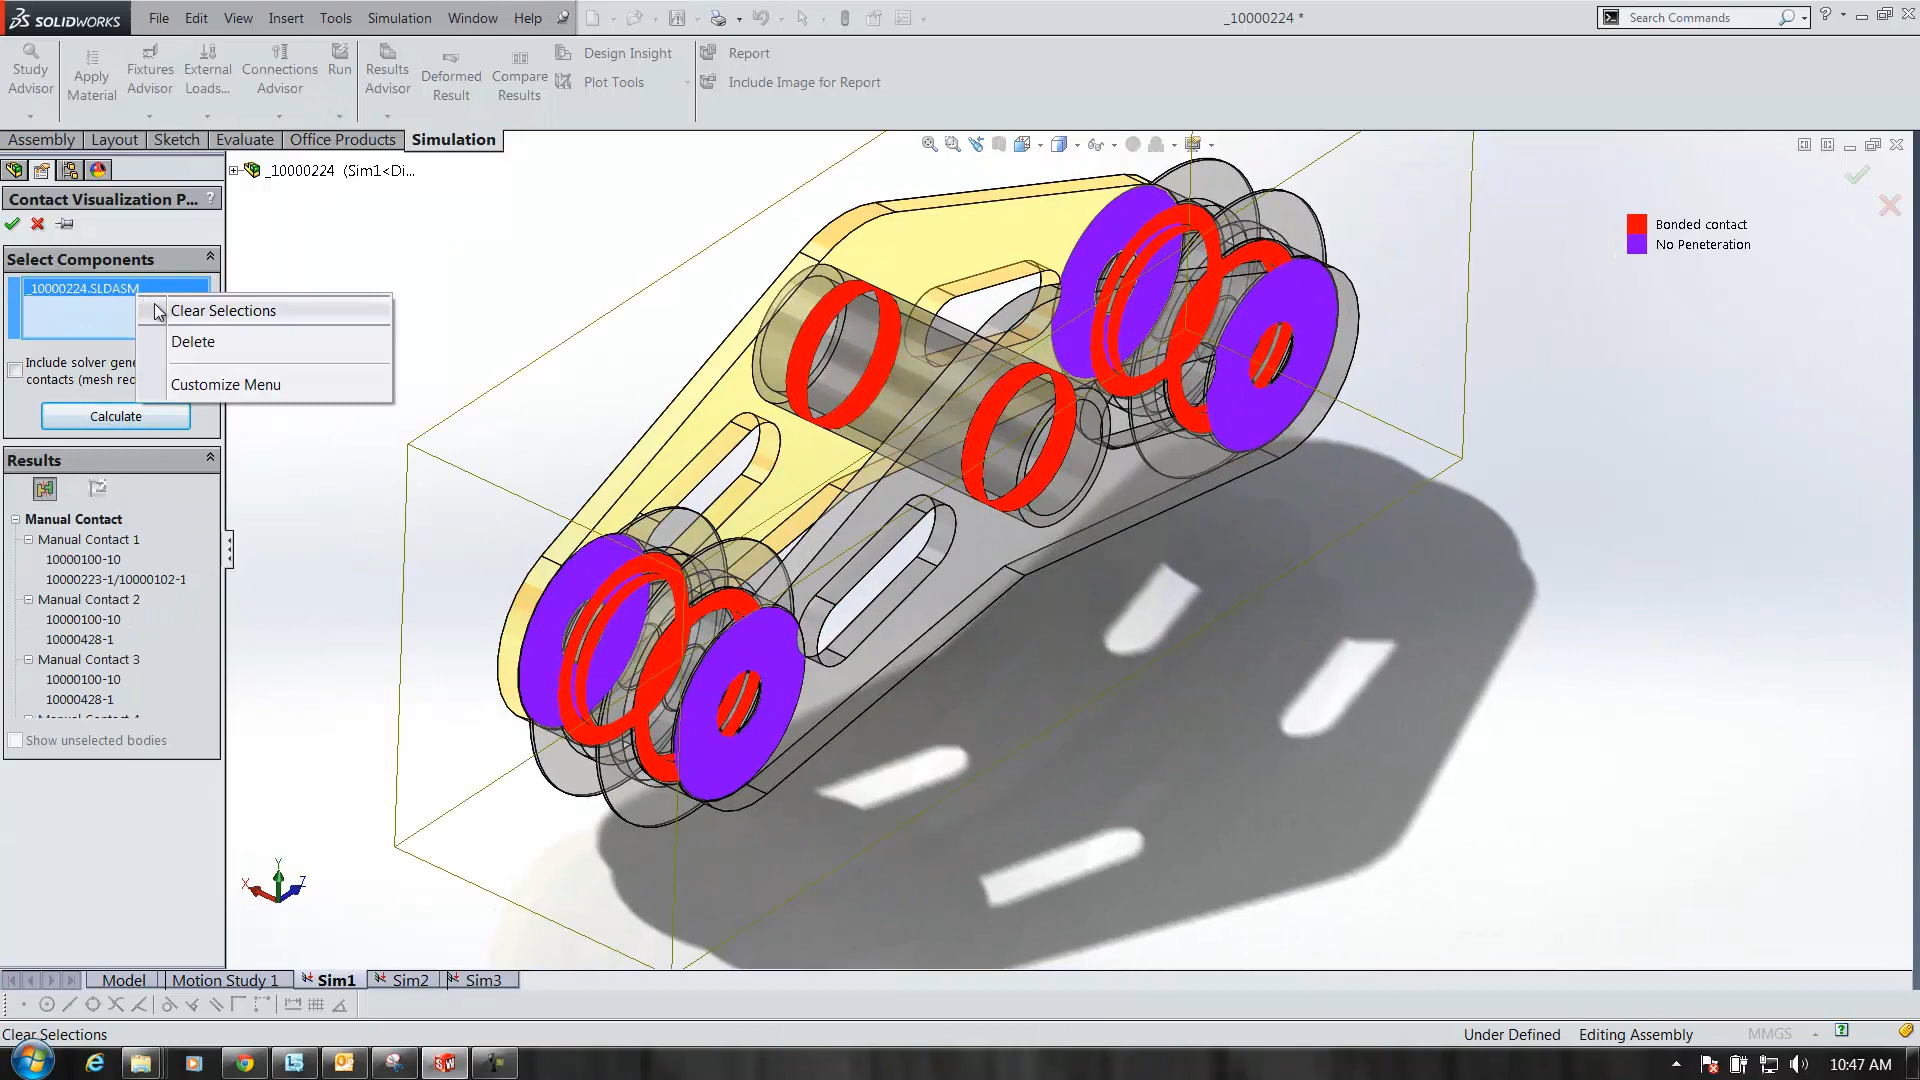 SOLIDWORKS File Edit View Insert Tools Simulation Window Help _10000224 * Search Commands
Study Advisor
Apply Material
Fixtures Advisor
External Loads...
Connections Advisor
Run
Results Advisor
Deformed Result
Compare Results
Design Insight
Plot Tools
Report
Include Image for Report
Assembly Layout Sketch Evaluate Office Products Simulation
_10000224 (Sim1<Di...
Contact Visualization P... ?
Select Components
_10000224.SLDASM
Clear Selections
Delete
Customize Menu
Include solver gene
contacts (mesh req
Calculate
Results
Manual Contact
Manual Contact 1
10000100-10
10000223-1/10000102-1
Manual Contact 2
10000100-10
10000428-1
Manual Contact 3
10000100-10
10000428-1
Manual Contact 4
Show unselected bodies
Bonded contact
No Peneteration
Y
X
Z
Model Motion Study 1 Sim1 Sim2 Sim3
Clear Selections Under Defined Editing Assembly MMGS
10:47 AM